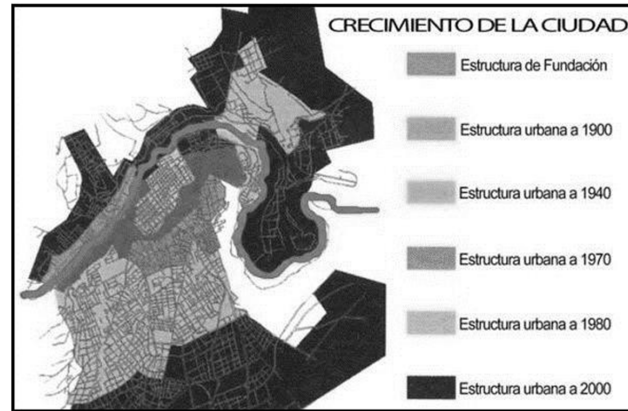 CRECIMIENTO DE LA CIUDAD
Estructura de Fundación
Estructura urbana a 1900
Estructura urbana a 1940
Estructura urbana a 1970
Estructura urbana a 1980
Estructura urbana a 2000